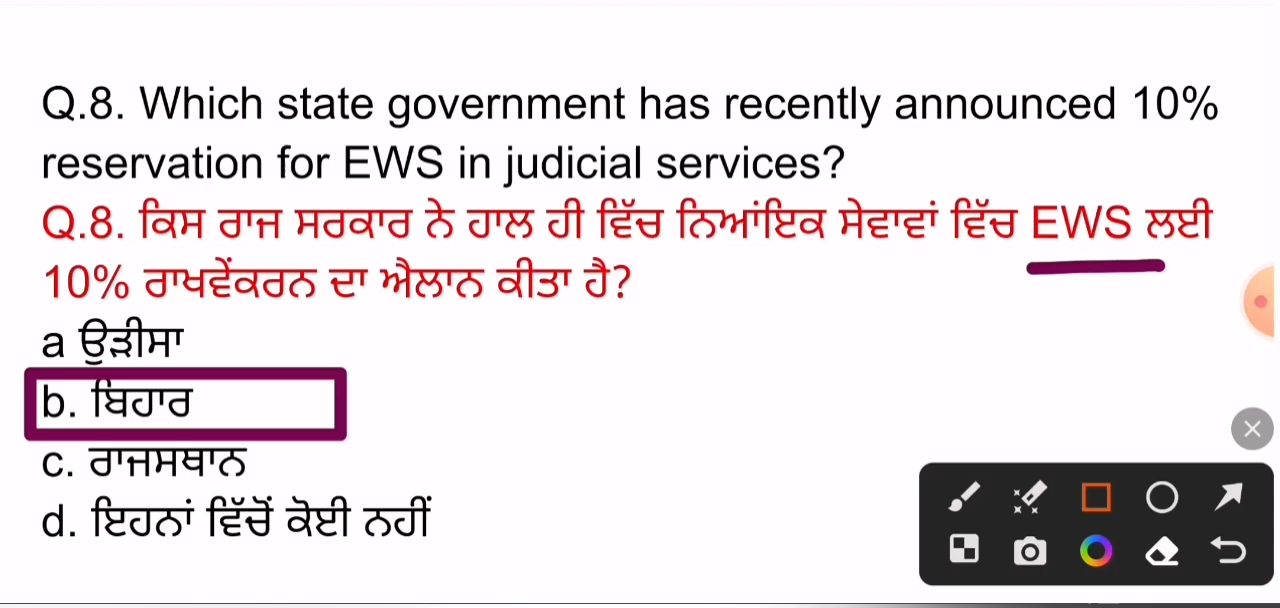 Q.8. Which state government has recently announced 10%
reservation for EWS in judicial services?
Q.8. ਕਿਸ ਰਾਜ ਸਰਕਾਰ ਨੇ ਹਾਲ ਹੀ ਵਿੱਚ ਨਿਆਂਇਕ ਸੇਵਾਵਾਂ ਵਿੱਚ EWS ਲਈ
10% ਰਾਖਵੇਂਕਰਨ ਦਾ ਐਲਾਨ ਕੀਤਾ ਹੈ?
a ਉੜੀਸਾ
b. ਬਿਹਾਰ
c. ਰਾਜਸਥਾਨ
d. ਇਹਨਾਂ ਵਿੱਚੋਂ ਕੋਈ ਨਹੀਂ